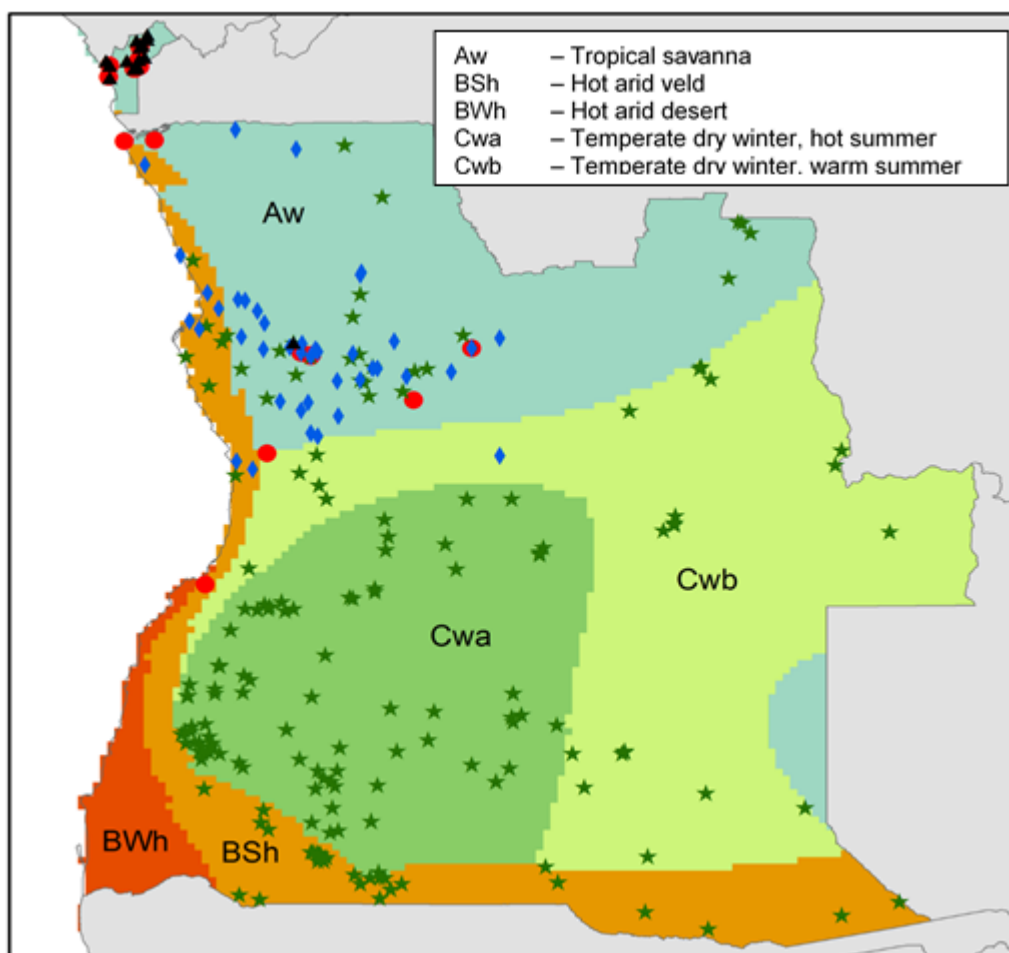 Aw – Tropical savanna
BSh – Hot arid veld
BWh – Hot arid desert
Cwa – Temperate dry winter, hot summer
Cwb – Temperate dry winter, warm summer
Aw
Cwb
Cwa
BWh
BSh